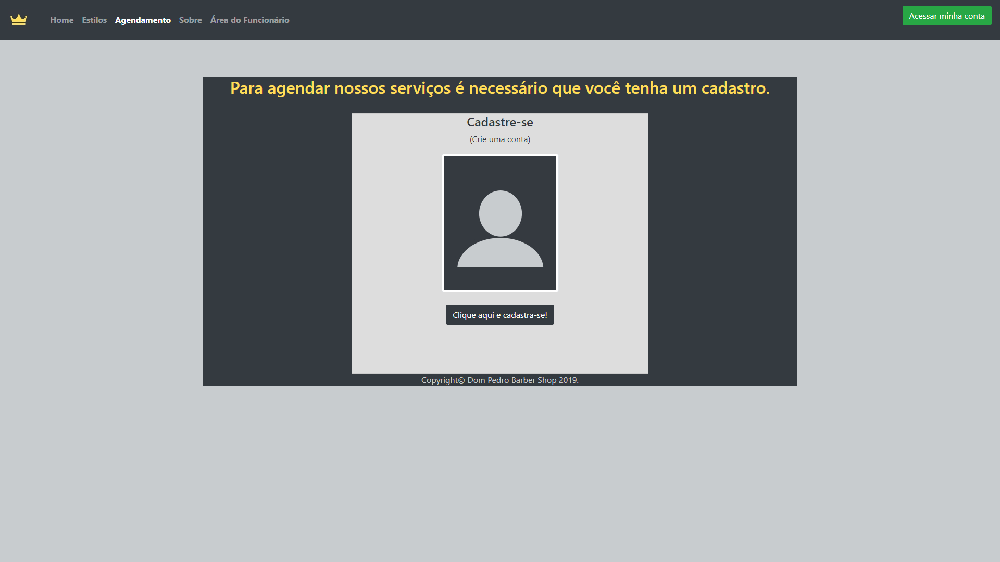 Home Estilos Agendamento Sobre Área do Funcionário Acessar minha conta
Para agendar nossos serviços é necessário que você tenha um cadastro.
Cadastre-se
(Crie uma conta)
Clique aqui e cadastra-se!
Copyright© Dom Pedro Barber Shop 2019.